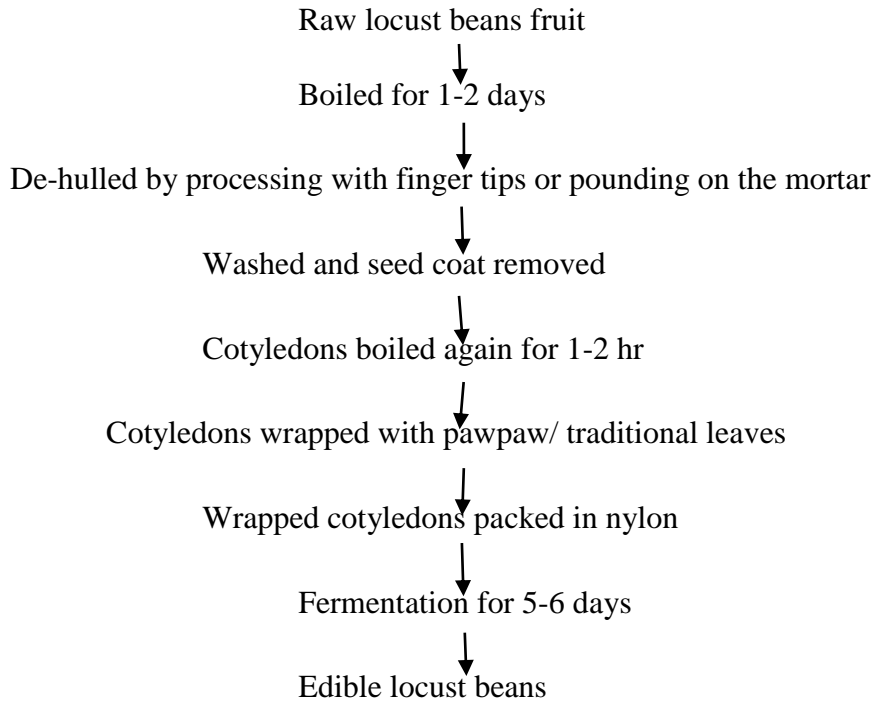 Raw locust beans fruit
Boiled for 1-2 days
De-hulled by processing with finger tips or pounding on the mortar
Washed and seed coat removed
Cotyledons boiled again for 1-2 hr
Cotyledons wrapped with pawpaw/ traditional leaves
Wrapped cotyledons packed in nylon
Fermentation for 5-6 days
Edible locust beans